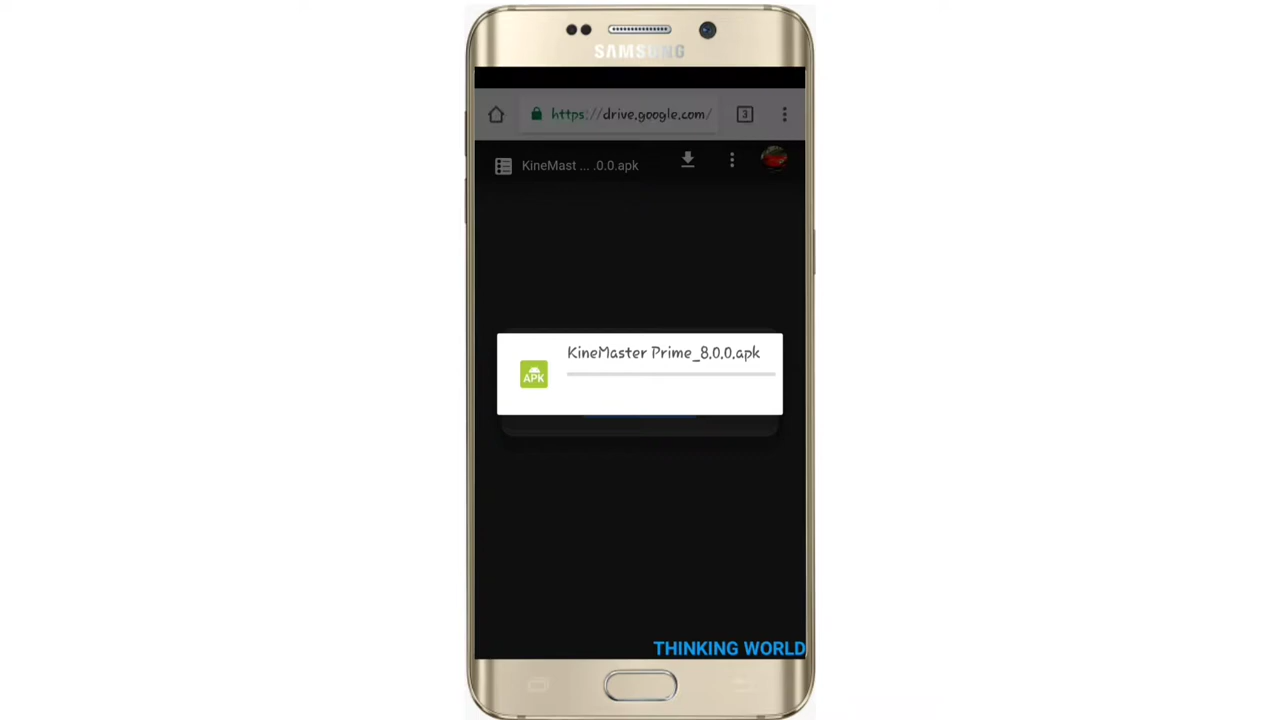 SAMSUNG
https://drive.google.com/
3
KineMast ... .0.0.apk
KineMaster Prime_8.0.0.apk
APK
THINKING WORLD